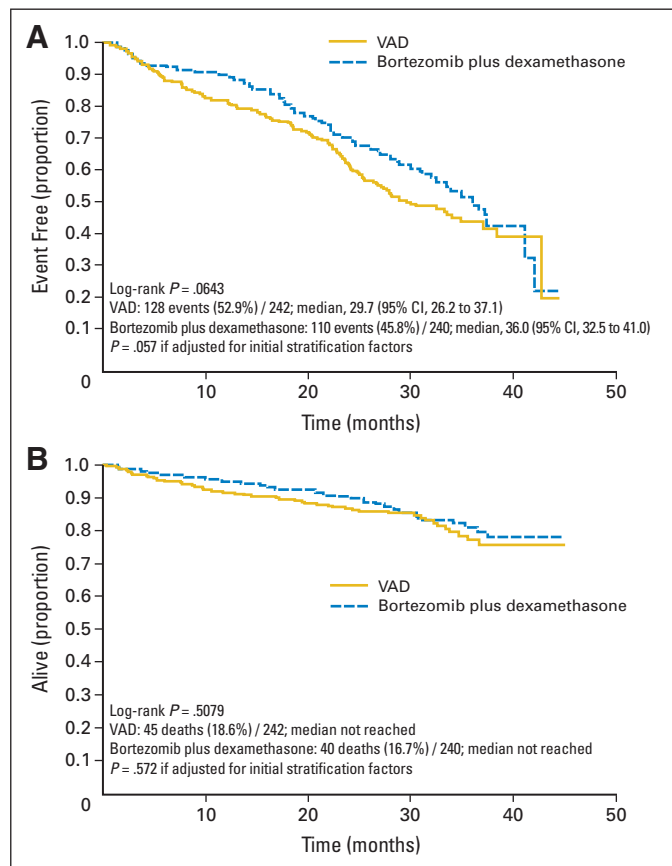 A
VAD
Bortezomib plus dexamethasone
1.0
0.9
0.8
0.7
0.6
0.5
0.4
0.3
0.2
0.1
0
Event Free (proportion)
Log-rank P = .0643
VAD: 128 events (52.9%) / 242; median, 29.7 (95% CI, 26.2 to 37.1)
Bortezomib plus dexamethasone: 110 events (45.8%) / 240; median, 36.0 (95% CI, 32.5 to 41.0)
P = .057 if adjusted for initial stratification factors
10 20 30 40 50
Time (months)
B
1.0
0.9
0.8
0.7
0.6
0.5
0.4
0.3
0.2
0.1
0
Alive (proportion)
VAD
Bortezomib plus dexamethasone
Log-rank P = .5079
VAD: 45 deaths (18.6%) / 242; median not reached
Bortezomib plus dexamethasone: 40 deaths (16.7%) / 240; median not reached
P = .572 if adjusted for initial stratification factors
10 20 30 40 50
Time (months)